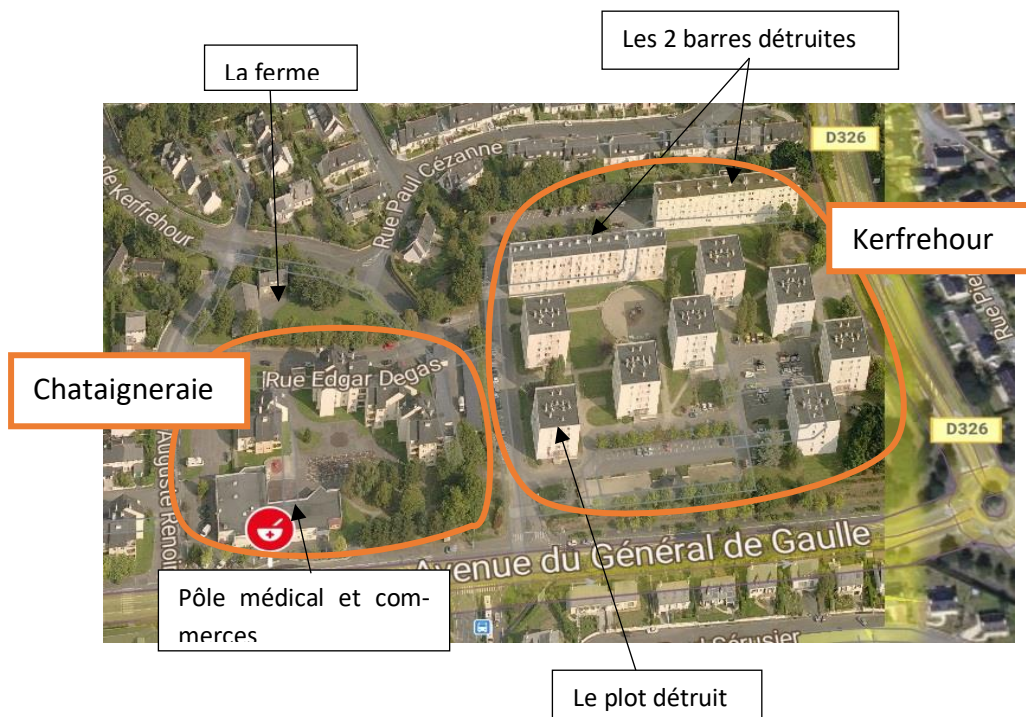 Les 2 barres détruites
La ferme
D326
de Kerfrehour
Rue Paul Cézanne
Kerfrehour
Chataigneraie
Rue Edgar Degas
D326
Auguste Renoir
Avenue du Général de Gaulle
Pôle médical et com-
merces
Sérusier
Le plot détruit